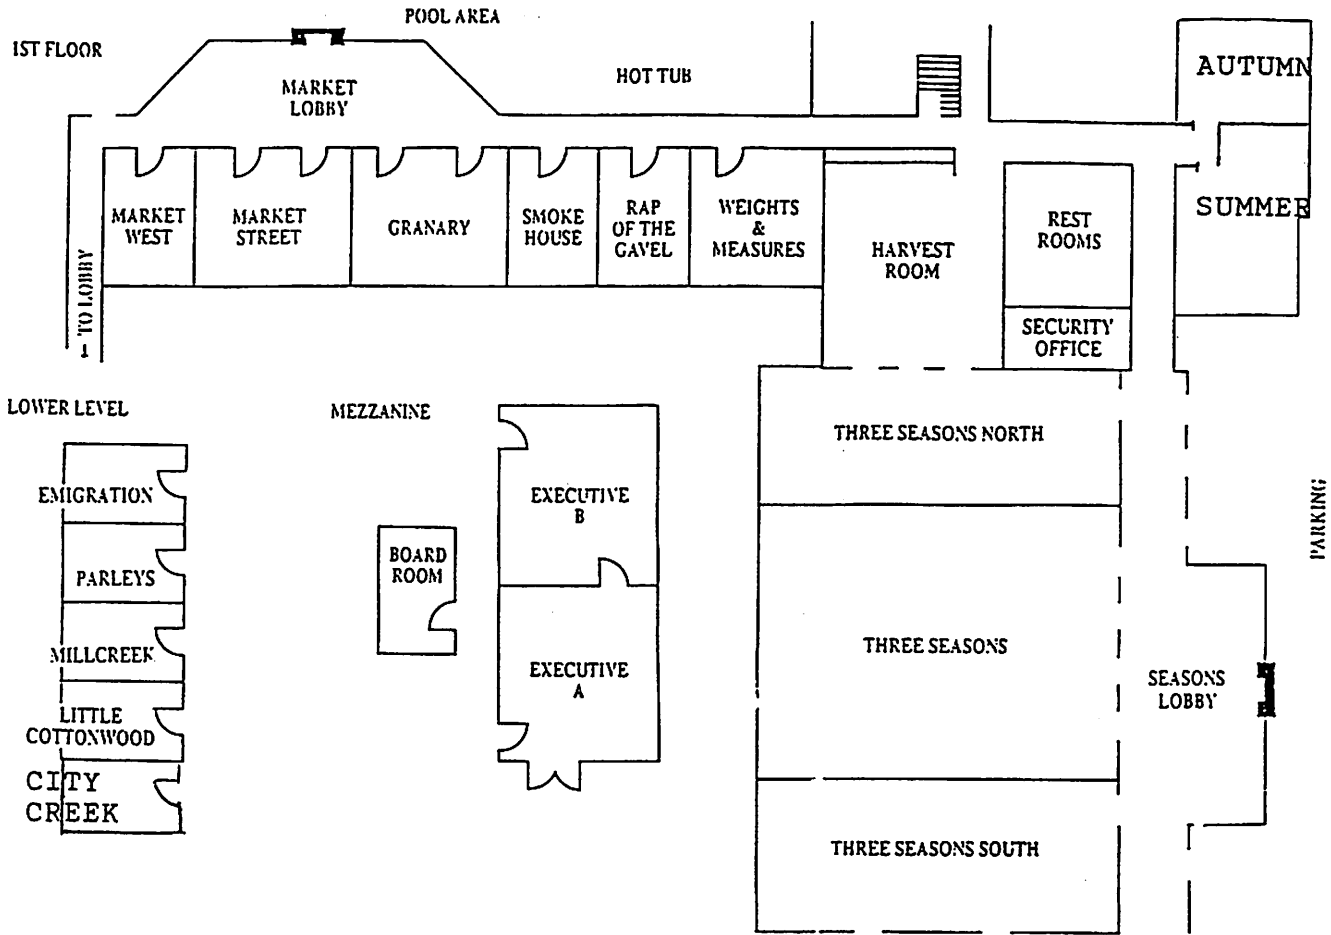 POOL AREA
1ST FLOOR
AUTUMN
HOT TUB
MARKET
LOBBY
MARKET
WEST
MARKET
STREET
GRANARY
SMOKE
HOUSE
RAP
OF THE
GAVEL
WEIGHTS
&
MEASURES
HARVEST
ROOM
REST
ROOMS
SUMMER
TO LOBBY
SECURITY
OFFICE
LOWER LEVEL
MEZZANINE
THREE SEASONS NORTH
EMIGRATION
PARLEYS
MILLCREEK
LITTLE
COTTONWOOD
CITY
CREEK
BOARD
ROOM
EXECUTIVE
B
EXECUTIVE
A
THREE SEASONS
SEASONS
LOBBY
PARKING
THREE SEASONS SOUTH